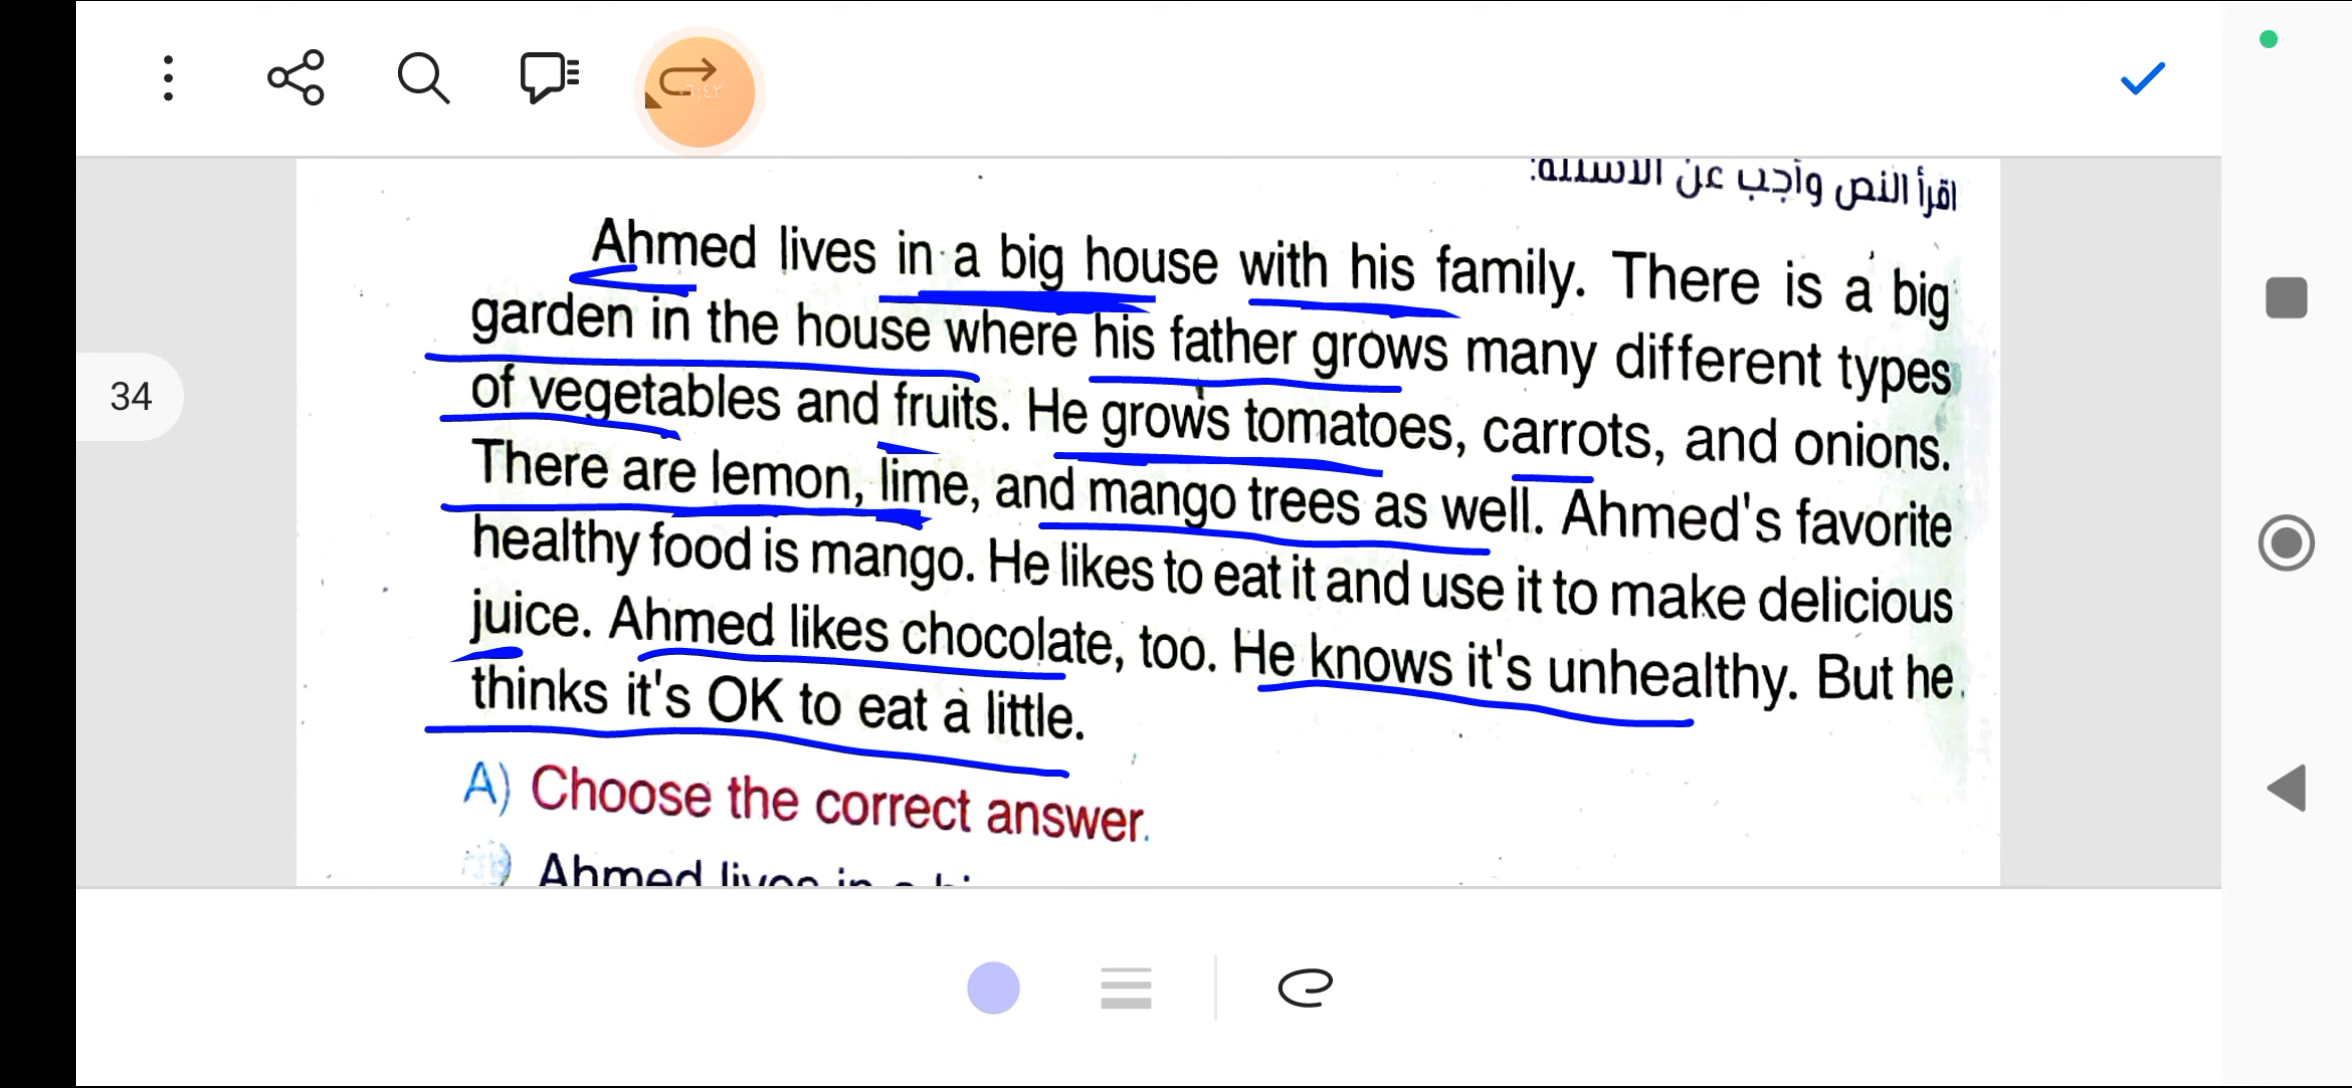 اقرأ النص وأجب عن الأسئلة:
Ahmed lives in a big house with his family. There is a big
garden in the house where his father grows many different types
of vegetables and fruits. He grows tomatoes, carrots, and onions.
There are lemon, lime, and mango trees as well. Ahmed's favorite
healthy food is mango. He likes to eat it and use it to make delicious
juice. Ahmed likes chocolate, too. He knows it's unhealthy. But he
thinks it's OK to eat a little.
34
A) Choose the correct answer.
Ahmed lives in a